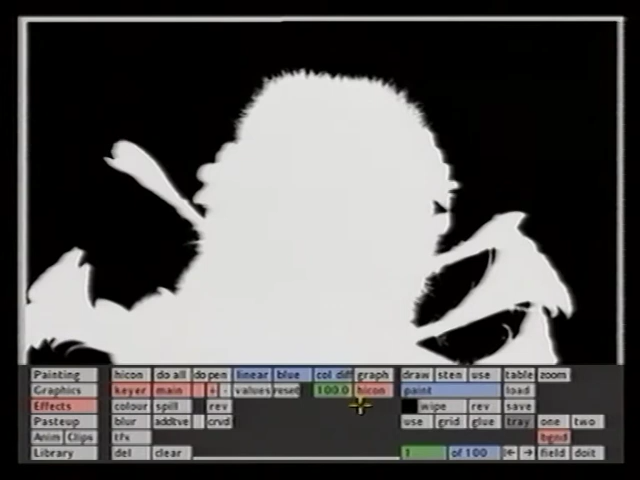 Painting hicon do all do pen linear blue col diff graph draw sten use table zoom
Graphics keyer main + - values reset 100.0 hicon paint load
Effects colour spill rev wipe rev save
Pasteup blur addtve crvd use grid glue tray one two
Anim Clips tfx bgnd
Library del clear 1 of 100 |← → field doit